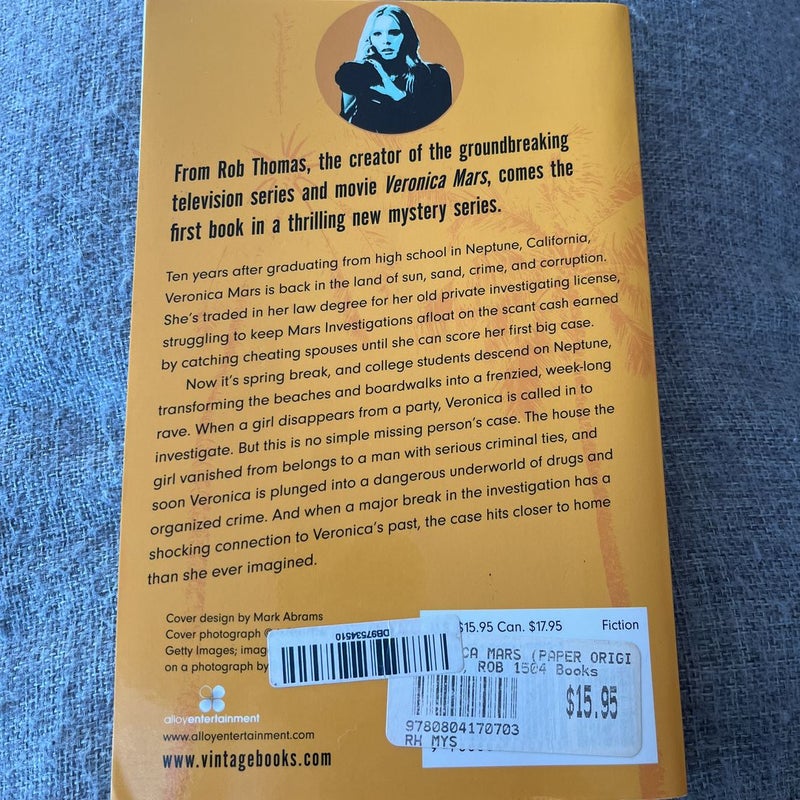 From Rob Thomas, the creator of the groundbreaking
television series and movie Veronica Mars, comes the
first book in a thrilling new mystery series.
Ten years after graduating from high school in Neptune, California,
Veronica Mars is back in the land of sun, sand, crime, and corruption.
She's traded in her law degree for her old private investigating license,
struggling to keep Mars Investigations afloat on the scant cash earned
by catching cheating spouses until she can score her first big case.
Now it's spring break, and college students descend on Neptune,
transforming the beaches and boardwalks into a frenzied, week-long
rave. When a girl disappears from a party, Veronica is called in to
investigate. But this is no simple missing person's case. The house the
girl vanished from belongs to a man with serious criminal ties, and
soon Veronica is plunged into a dangerous underworld of drugs and
organized crime. And when a major break in the investigation has a
shocking connection to Veronica's past, the case hits closer to home
than she ever imagined.
Cover design by Mark Abrams
Cover photograph ©
Getty Images;
on a photograph by
DB97534510
$15.95 Can. $17.95
Fiction
CA MARS (PAPER ORIGI
, ROB 1504 Books
$15.95
9780804170703
RH MYS
alloyentertainment
www.alloyentertainment.com
www.vintagebooks.com